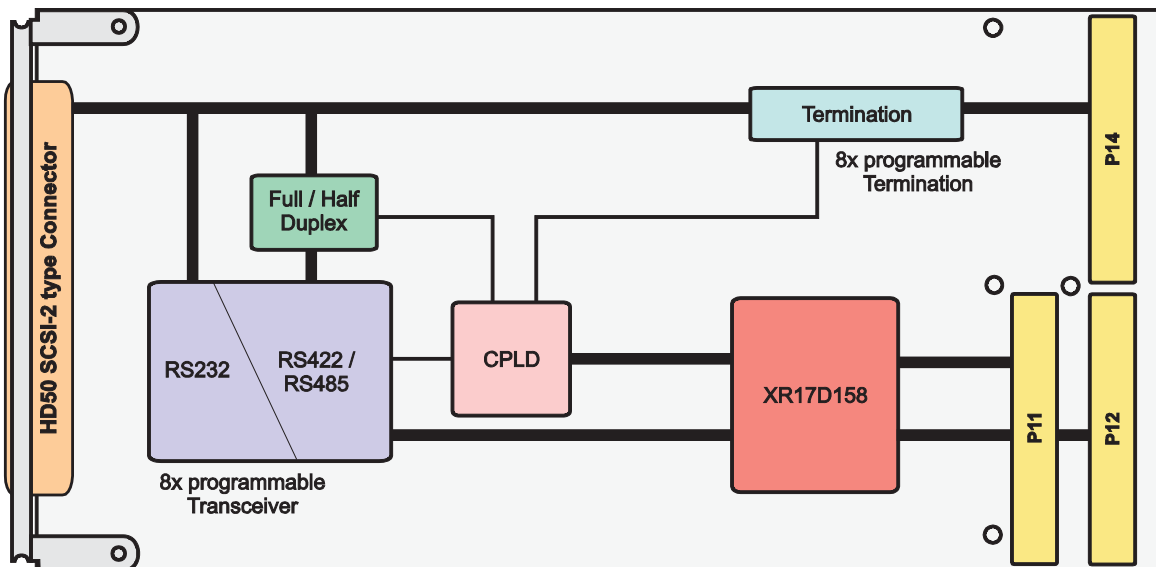 HD50 SCSI-2 type Connector
Termination
8x programmable
Termination
P14
Full / Half
Duplex
RS232
RS422 /
RS485
CPLD
XR17D158
P11
P12
8x programmable
Transceiver